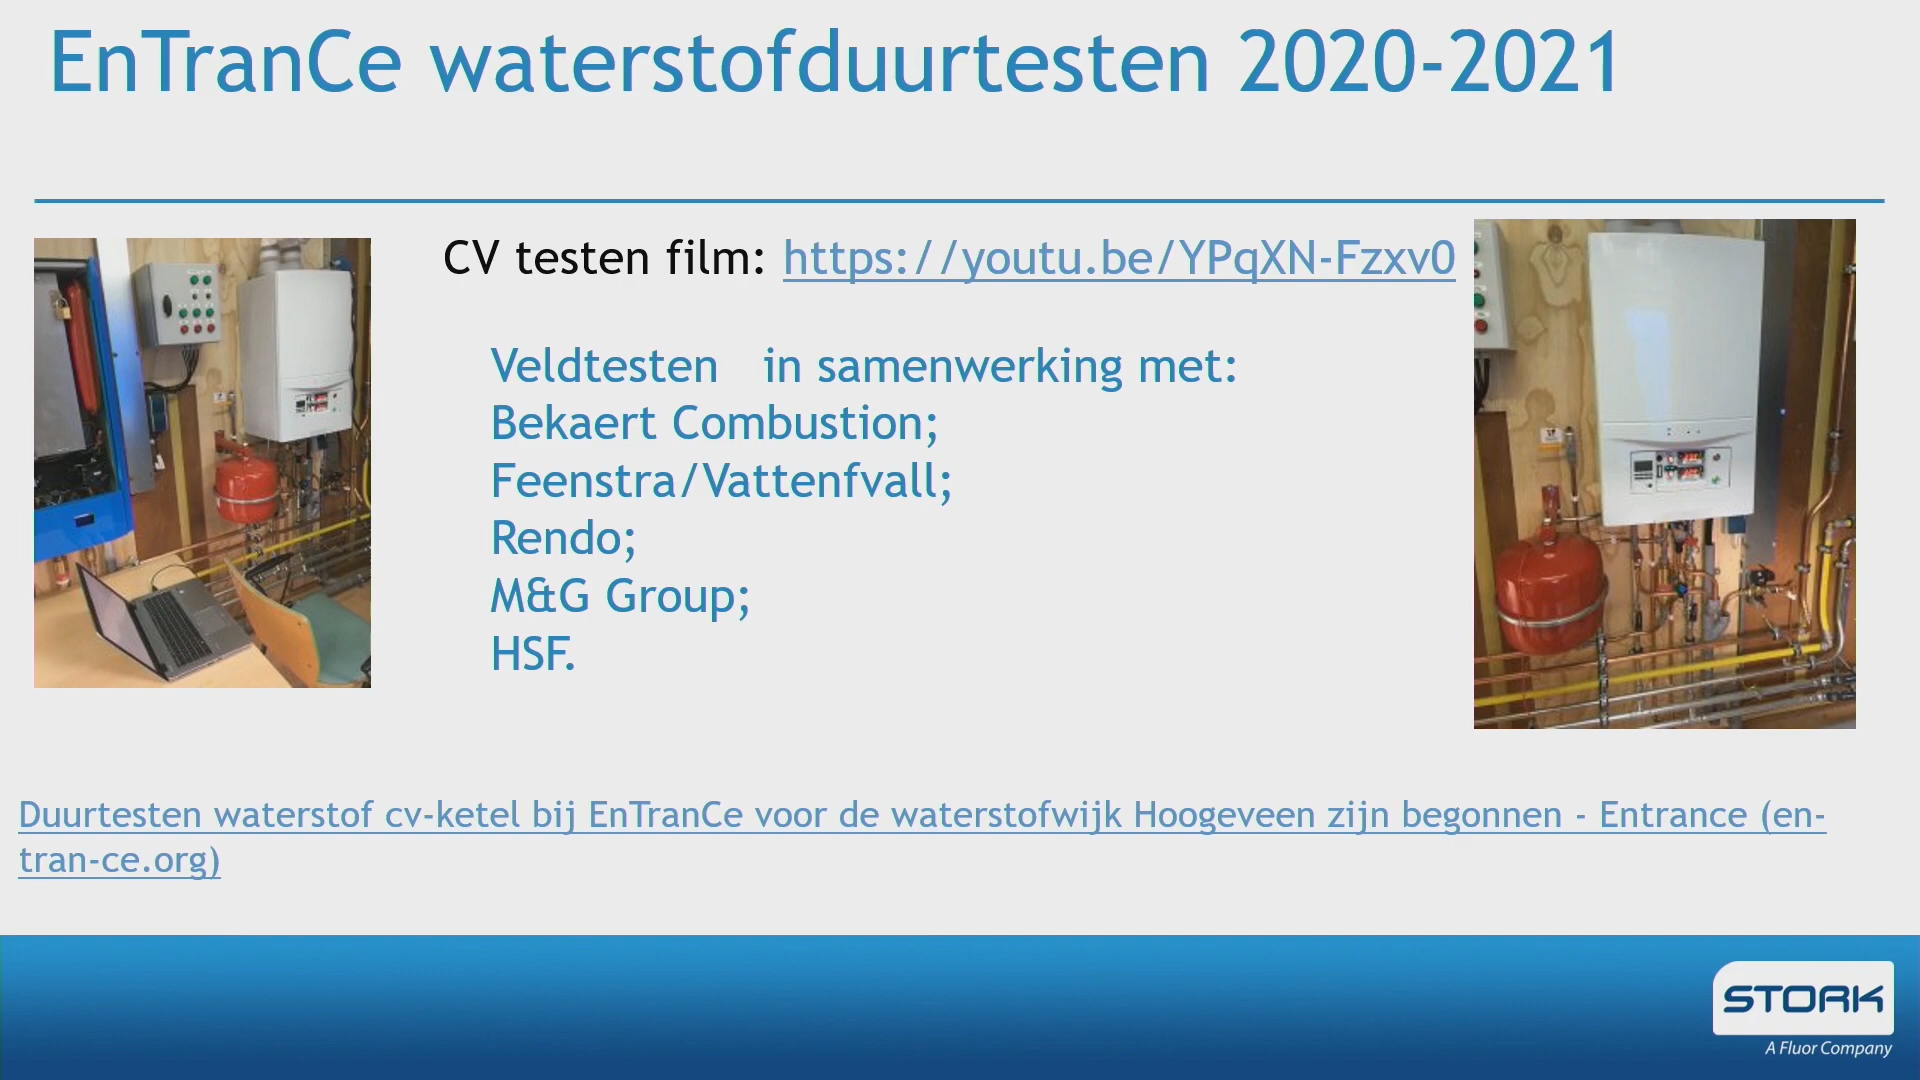 EnTranCe waterstofduurtesten 2020-2021
CV testen film: https://youtu.be/YPqXN-Fzxv0
Veldtesten in samenwerking met:
Bekaert Combustion;
Feenstra/Vattenfvall;
Rendo;
M&G Group;
HSF.
Duurtesten waterstof cv-ketel bij EnTranCe voor de waterstofwijk Hoogeveen zijn begonnen - Entrance (en-
tran-ce.org)
STORK
A Fluor Company